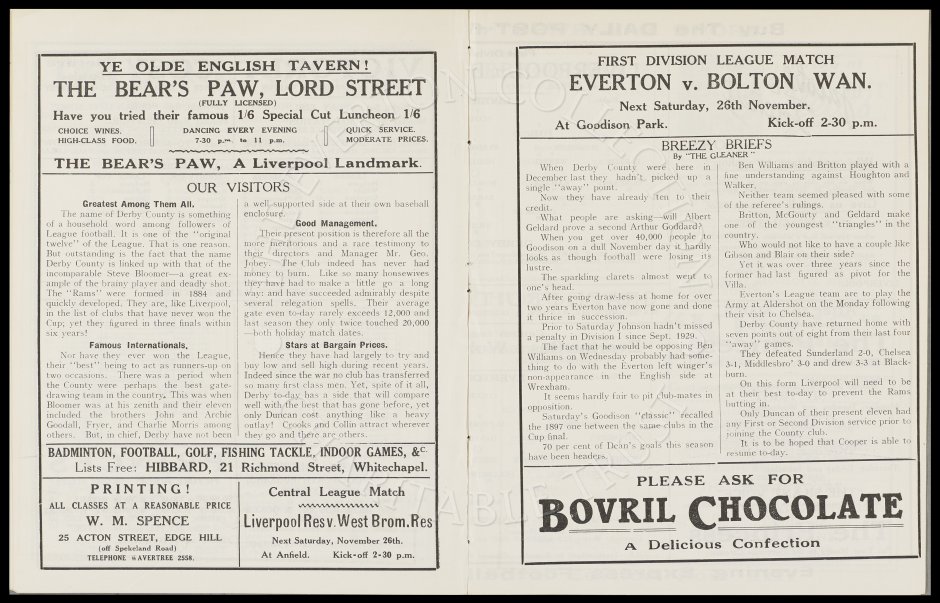 YE OLDE ENGLISH TAVERN!
THE BEAR'S PAW, LORD STREET
(FULLY LICENSED)
Have you tried their famous 1/6 Special Cut Luncheon 1/6
CHOICE WINES.
HIGH-CLASS FOOD.
DANCING EVERY EVENING
7-30 p.m. to 11 p.m.
QUICK SERVICE.
MODERATE PRICES.
THE BEAR'S PAW, A Liverpool Landmark.
OUR VISITORS
Greatest Among Them All.
The name of Derby County is something
of a household word among followers of
League football. It is one of the "original
twelve" of the League. That is one reason.
But outstanding is the fact that the name
Derby County is linked up with that of the
incomparable Steve Bloomer—a great ex-
ample of the brainy player and deadly shot.
The "Rams" were formed in 1884 and
quickly developed. They are, like Liverpool,
in the list of clubs that have never won the
Cup; yet they figured in three finals within
six years!
Famous Internationals.
Nor have they ever won the League,
their "best" being to act as runners-up on
two occasions. There was a period when
the County were perhaps the best gate-
drawing team in the country. This was when
Bloomer was at his zenith and their eleven
included the brothers John and Archie
Goodall, Fryer, and Charlie Morris among
others. But, in chief, Derby have not been
a well-supported side at their own baseball
enclosure.
Good Management.
Their present position is therefore all the
more meritorious and a rare testimony to
their directors and Manager Mr. Geo.
Jobey. The Club indeed has never had
money to burn. Like so many housewives
they have had to make a little go a long
way; and have succeeded admirably despite
several relegation spells. Their average
gate even to-day rarely exceeds 12,000 and
last season they only twice touched 20,000
—both holiday match dates.
Stars at Bargain Prices.
Hence they have had largely to try and
buy low and sell high during recent years.
Indeed since the war no club has transferred
so many first class men. Yet, spite of it all,
Derby to-day has a side that will compare
well with the best that has gone before, yet
only Duncan cost anything like a heavy
outlay! Crooks and Collin attract wherever
they go and there are others.
BADMINTON, FOOTBALL, GOLF, FISHING TACKLE, INDOOR GAMES, &C.
Lists Free: HIBBARD, 21 Richmond Street, Whitechapel.
PRINTING!
ALL CLASSES AT A REASONABLE PRICE
W. M. SPENCE
25 ACTON STREET, EDGE HILL
(off Spekeland Road)
TELEPHONE WAVERTREE 2558.
Central League Match
Liverpool Res v. West Brom. Res
Next Saturday, November 26th.
At Anfield. Kick-off 2-30 p.m.
FIRST DIVISION LEAGUE MATCH
EVERTON v. BOLTON WAN.
Next Saturday, 26th November.
At Goodison Park. Kick-off 2-30 p.m.
BREEZY BRIEFS
By "THE GLEANER"
When Derby County were here in
December last they hadn't picked up a
single "away" point.
Now they have already ten to their
credit.
What people are asking—will Albert
Geldard prove a second Arthur Goddard?
When you get over 40,000 people to
Goodison on a dull November day it hardly
looks as though football were losing its
lustre.
The sparkling clarets almost went to
one's head.
After going draw-less at home for over
two years Everton have now gone and done
it thrice in succession.
Prior to Saturday Johnson hadn't missed
a penalty in Division I since Sept. 1929.
The fact that he would be opposing Ben
Williams on Wednesday probably had some-
thing to do with the Everton left winger's
non-appearance in the English side at
Wrexham.
It seems hardly fair to pit club-mates in
opposition.
Saturday's Goodison "classic" recalled
the 1897 one between the same clubs in the
Cup final.
70 per cent of Dean's goals this season
have been headers.
Ben Williams and Britton played with a
fine understanding against Houghton and
Walker.
Neither team seemed pleased with some
of the referee's rulings.
Britton, McGourty and Geldard make
one of the youngest "triangles" in the
country.
Who would not like to have a couple like
Gibson and Blair on their side?
Yet it was over three years since the
former had last figured as pivot for the
Villa.
Everton's League team are to play the
Army at Aldershot on the Monday following
their visit to Chelsea.
Derby County have returned home with
seven points out of eight from their last four
"away" games.
They defeated Sunderland 2-0, Chelsea
3-1, Middlesbro' 3-0 and drew 3-3 at Black-
burn.
On this form Liverpool will need to be
at their best to-day to prevent the Rams
butting in.
Only Duncan of their present eleven had
any First or Second Division service prior to
joining the County club.
It is to be hoped that Cooper is able to
resume to-day.
PLEASE ASK FOR
BOVRIL CHOCOLATE
A Delicious Confection